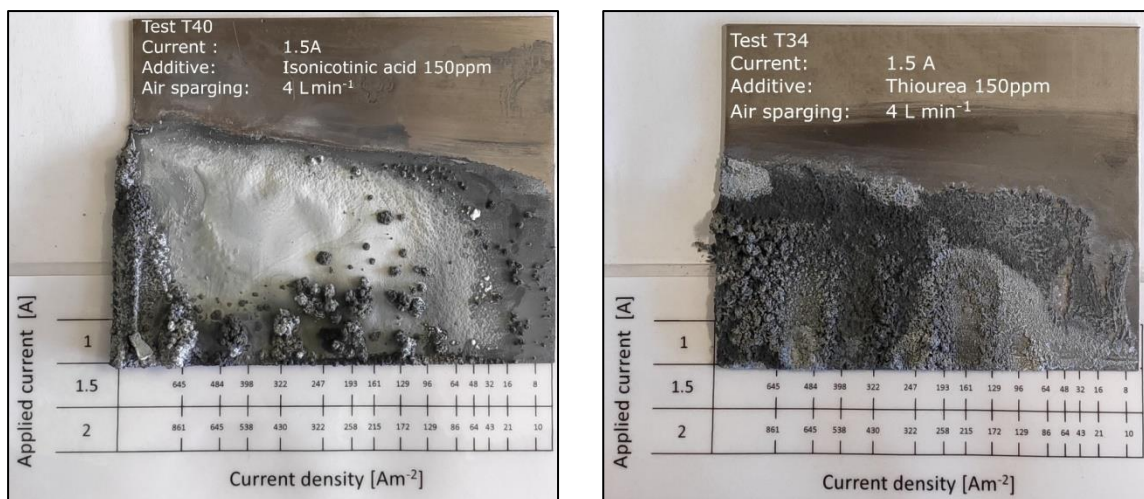 Test T40
Current : 1.5A
Additive: Isonicotinic acid 150ppm
Air sparging: 4 L min⁻¹
Applied current [A]
1
1.5 645 484 398 322 247 193 161 129 96 64 48 32 16 8
2 861 645 538 430 322 258 215 172 129 86 64 43 21 10
Current density [Am⁻²]
Test T34
Current: 1.5 A
Additive: Thiourea 150ppm
Air sparging: 4 L min⁻¹
Applied current [A]
1
1.5 645 484 398 322 247 193 161 129 96 64 48 32 16 8
2 861 645 538 430 322 258 215 172 129 86 64 43 21 10
Current density [Am⁻²]